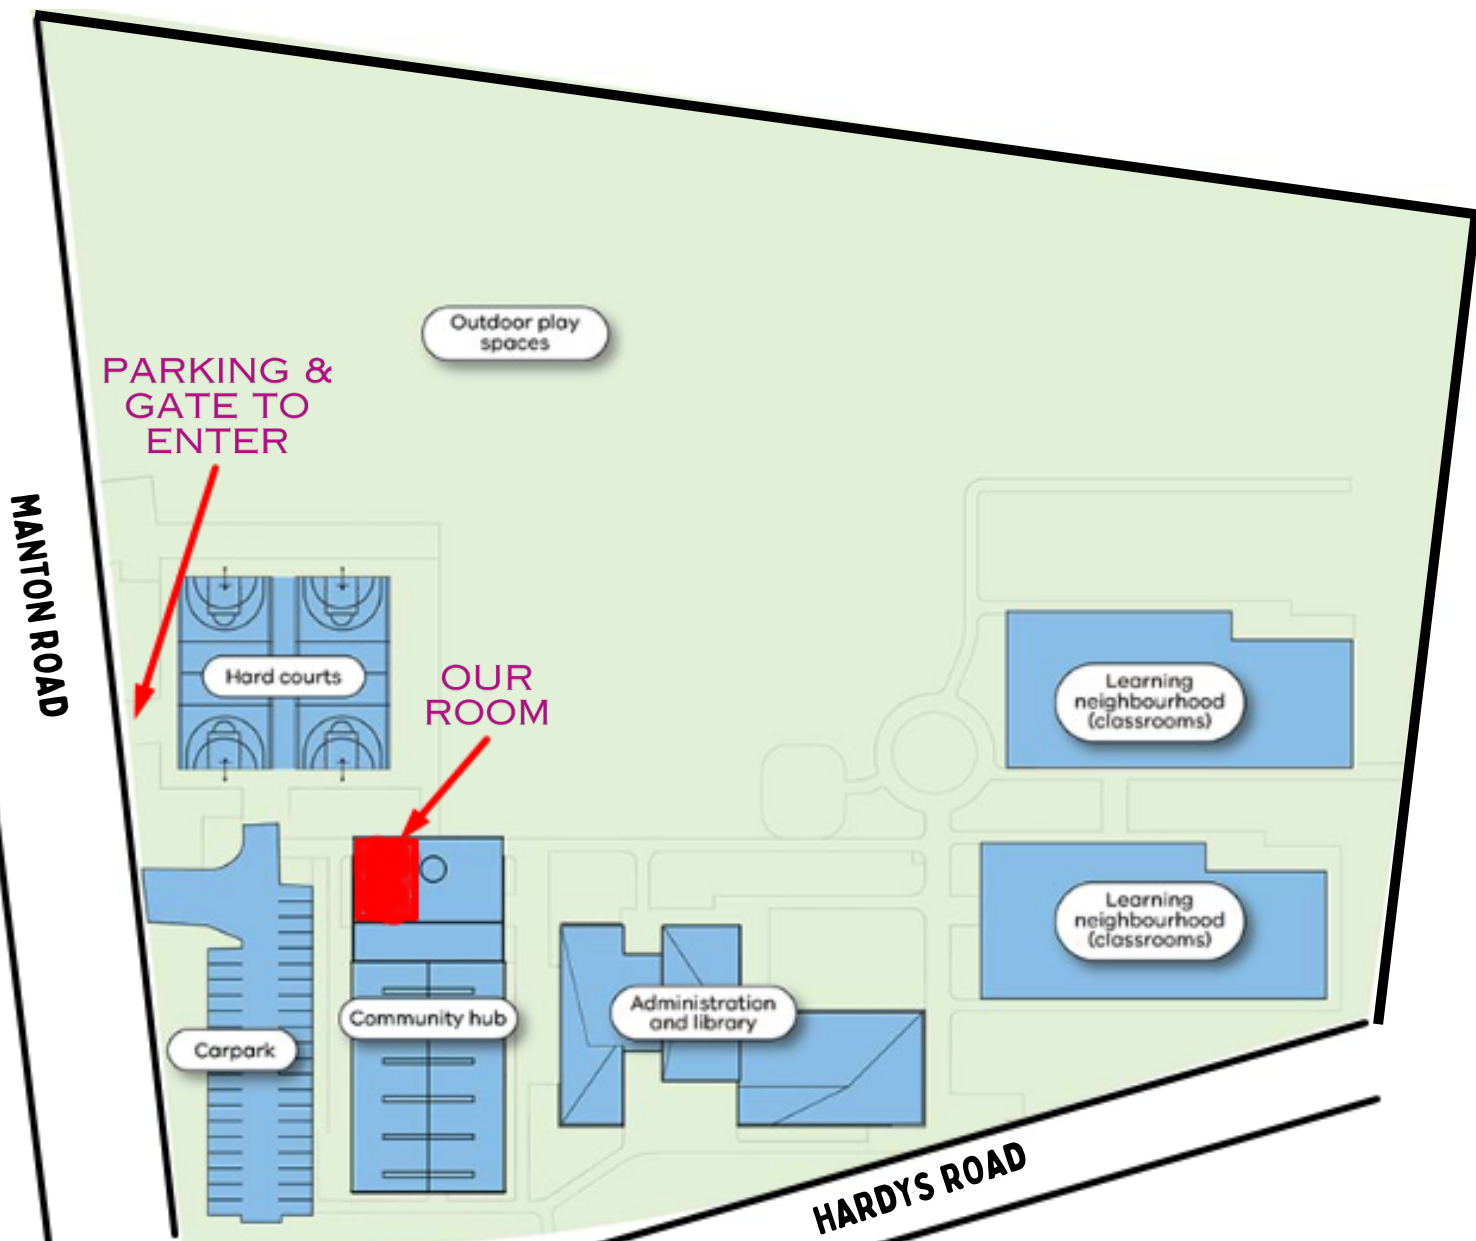 Outdoor play
spaces
PARKING &
GATE TO
ENTER
MANTON ROAD
Hard courts
OUR
ROOM
Learning
neighbourhood
(classrooms)
Learning
neighbourhood
(classrooms)
Administration
and library
Community hub
Carpark
HARDYS ROAD